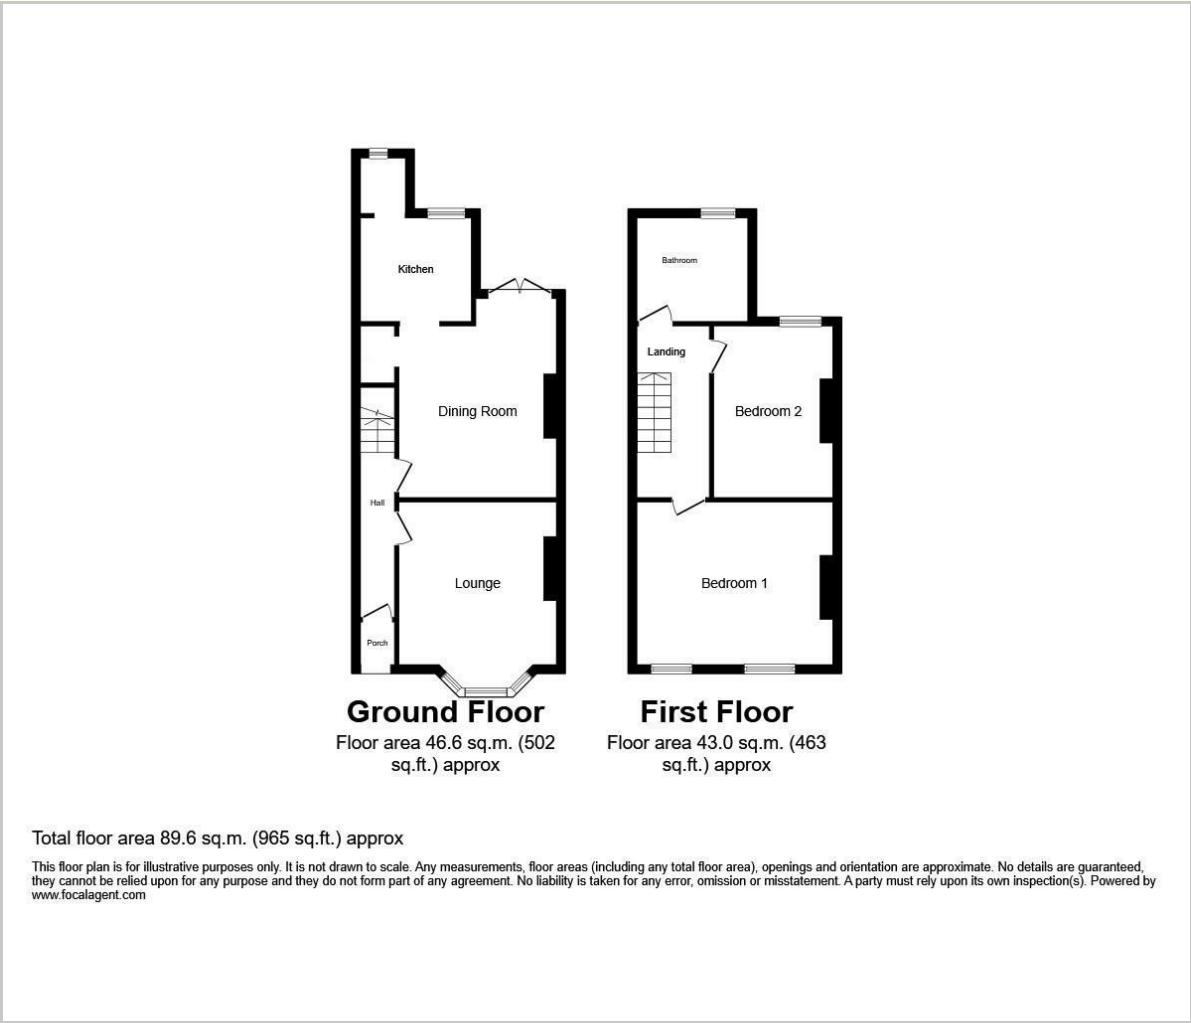 Kitchen
Dining Room
Hall
Lounge
Porch
Ground Floor
Floor area 46.6 sq.m. (502
sq.ft.) approx
Bathroom
Landing
Bedroom 2
Bedroom 1
First Floor
Floor area 43.0 sq.m. (463
sq.ft.) approx
Total floor area 89.6 sq.m. (965 sq.ft.) approx
This floor plan is for illustrative purposes only. It is not drawn to scale. Any measurements, floor areas (including any total floor area), openings and orientation are approximate. No details are guaranteed,
they cannot be relied upon for any purpose and they do not form part of any agreement. No liability is taken for any error, omission or misstatement. A party must rely upon its own inspection(s). Powered by
www.focalagent.com